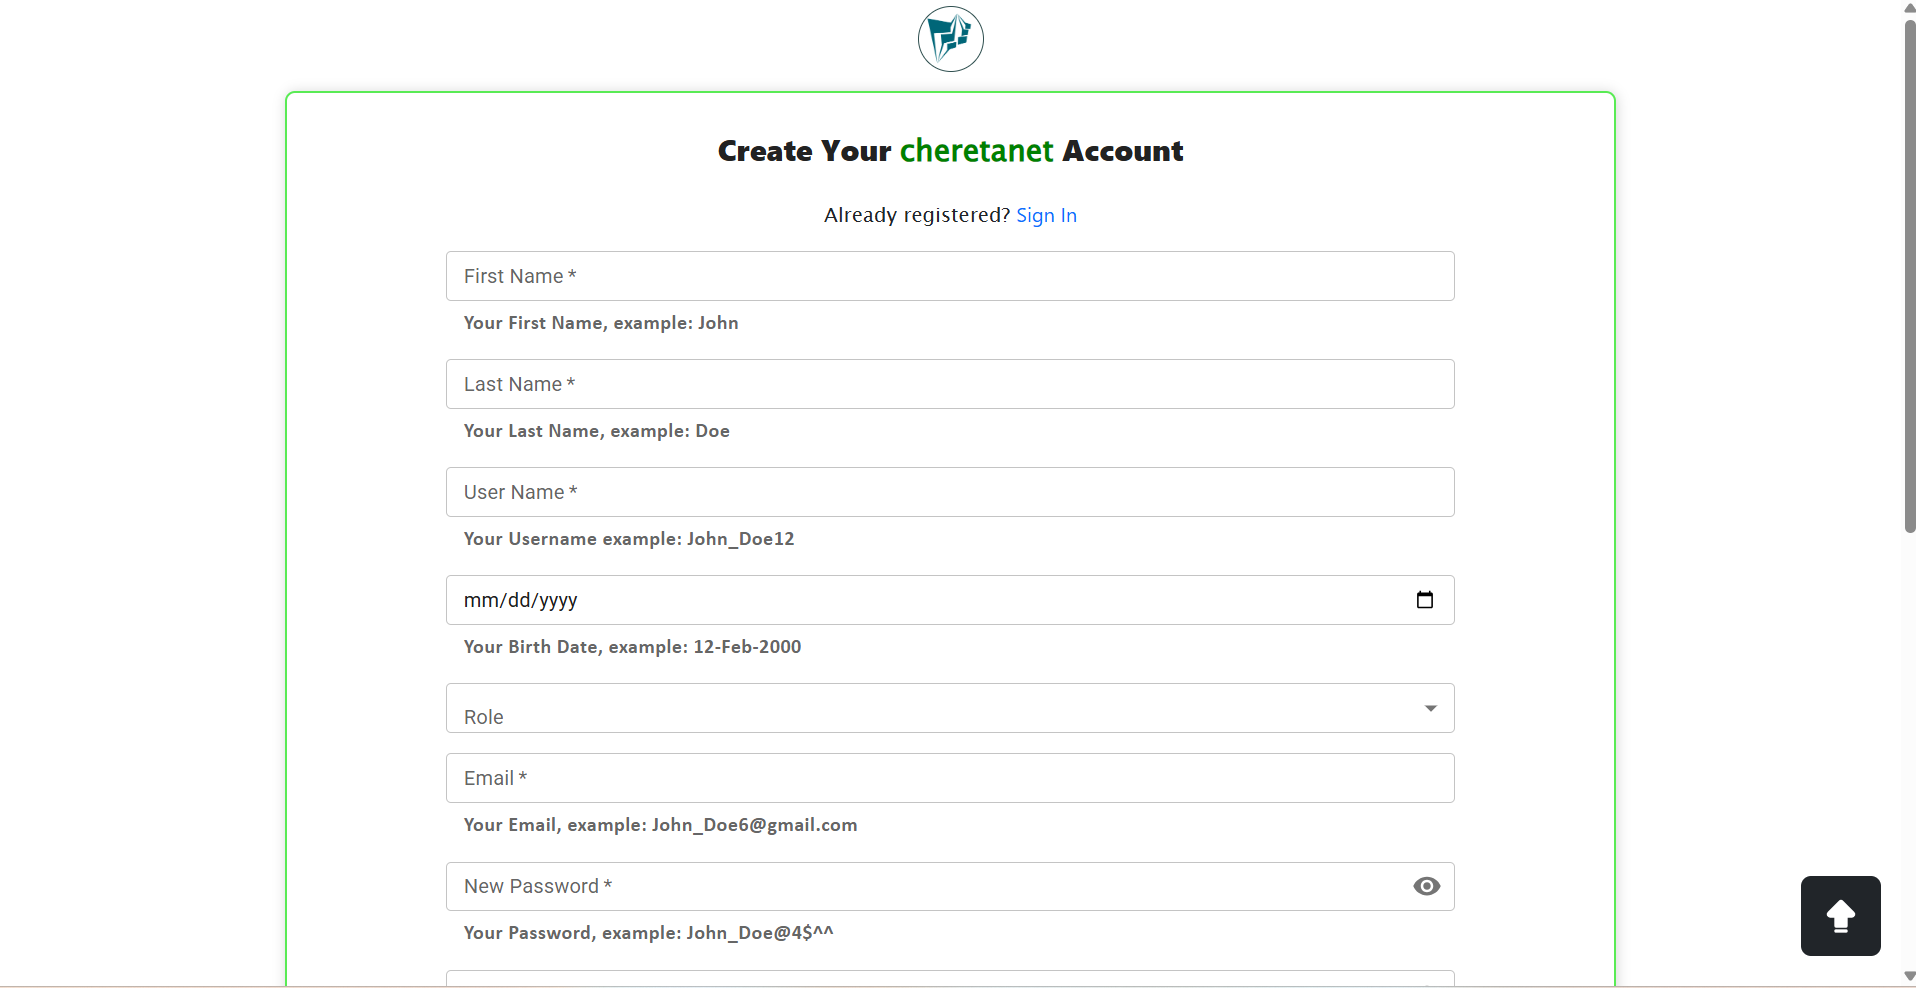 Create Your cheretanet Account
Already registered? Sign In
First Name *
Your First Name, example: John
Last Name *
Your Last Name, example: Doe
User Name *
Your Username example: John_Doe12
mm/dd/yyyy
Your Birth Date, example: 12-Feb-2000
Role
Email *
Your Email, example: John_Doe6@gmail.com
New Password *
Your Password, example: John_Doe@4$^^